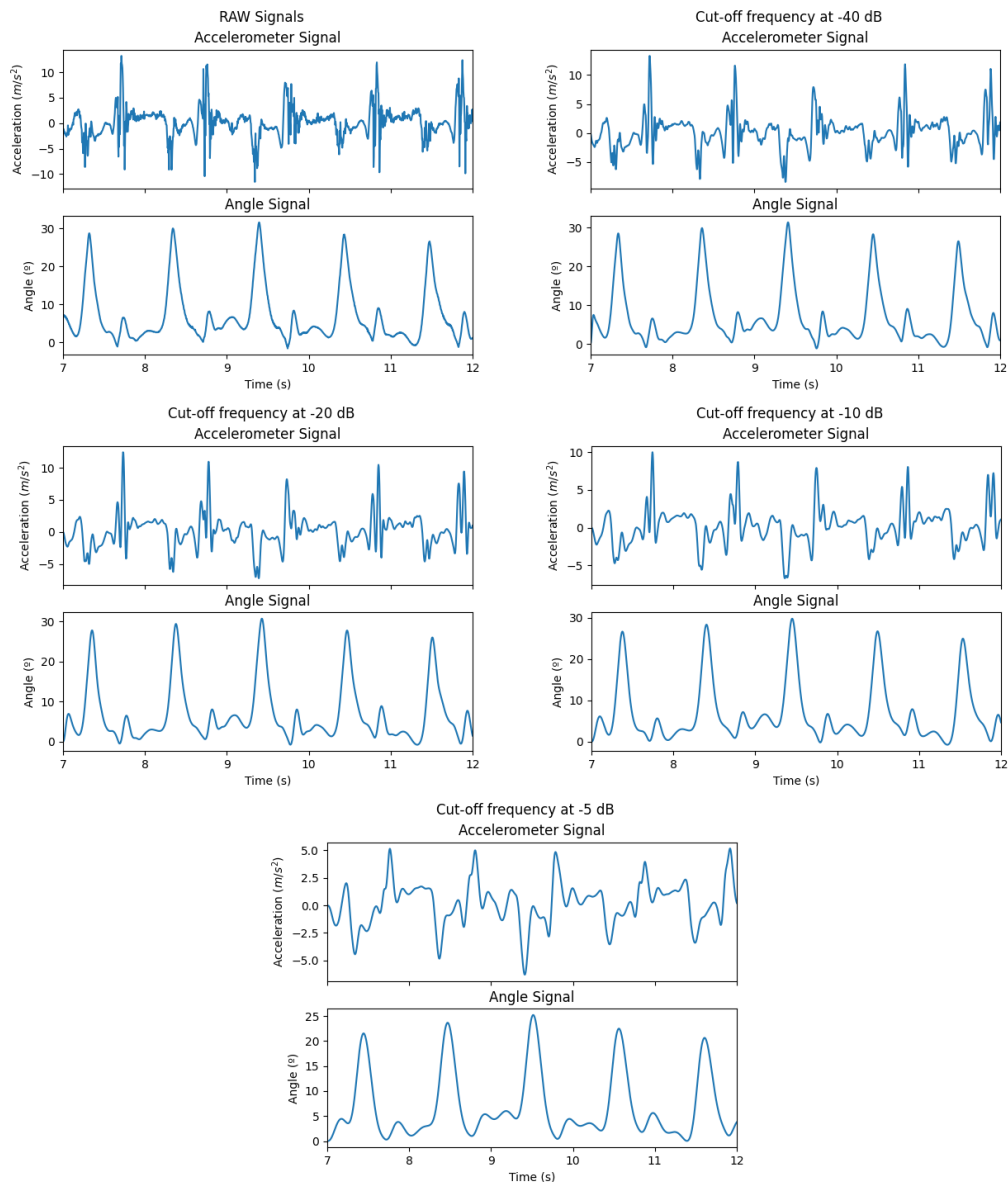 RAW Signals
Accelerometer Signal
Acceleration (m/s²)
10
5
0
−5
−10
Angle Signal
Angle (º)
30
20
10
0
7 8 9 10 11 12
Time (s)
Cut-off frequency at -40 dB
Accelerometer Signal
Acceleration (m/s²)
10
5
0
−5
Angle Signal
Angle (º)
30
20
10
0
7 8 9 10 11 12
Time (s)
Cut-off frequency at -20 dB
Accelerometer Signal
Acceleration (m/s²)
10
5
0
−5
Angle Signal
Angle (º)
30
20
10
0
7 8 9 10 11 12
Time (s)
Cut-off frequency at -10 dB
Accelerometer Signal
Acceleration (m/s²)
10
5
0
−5
Angle Signal
Angle (º)
30
20
10
0
7 8 9 10 11 12
Time (s)
Cut-off frequency at -5 dB
Accelerometer Signal
Acceleration (m/s²)
5.0
2.5
0.0
−2.5
−5.0
Angle Signal
Angle (º)
25
20
15
10
5
0
7 8 9 10 11 12
Time (s)